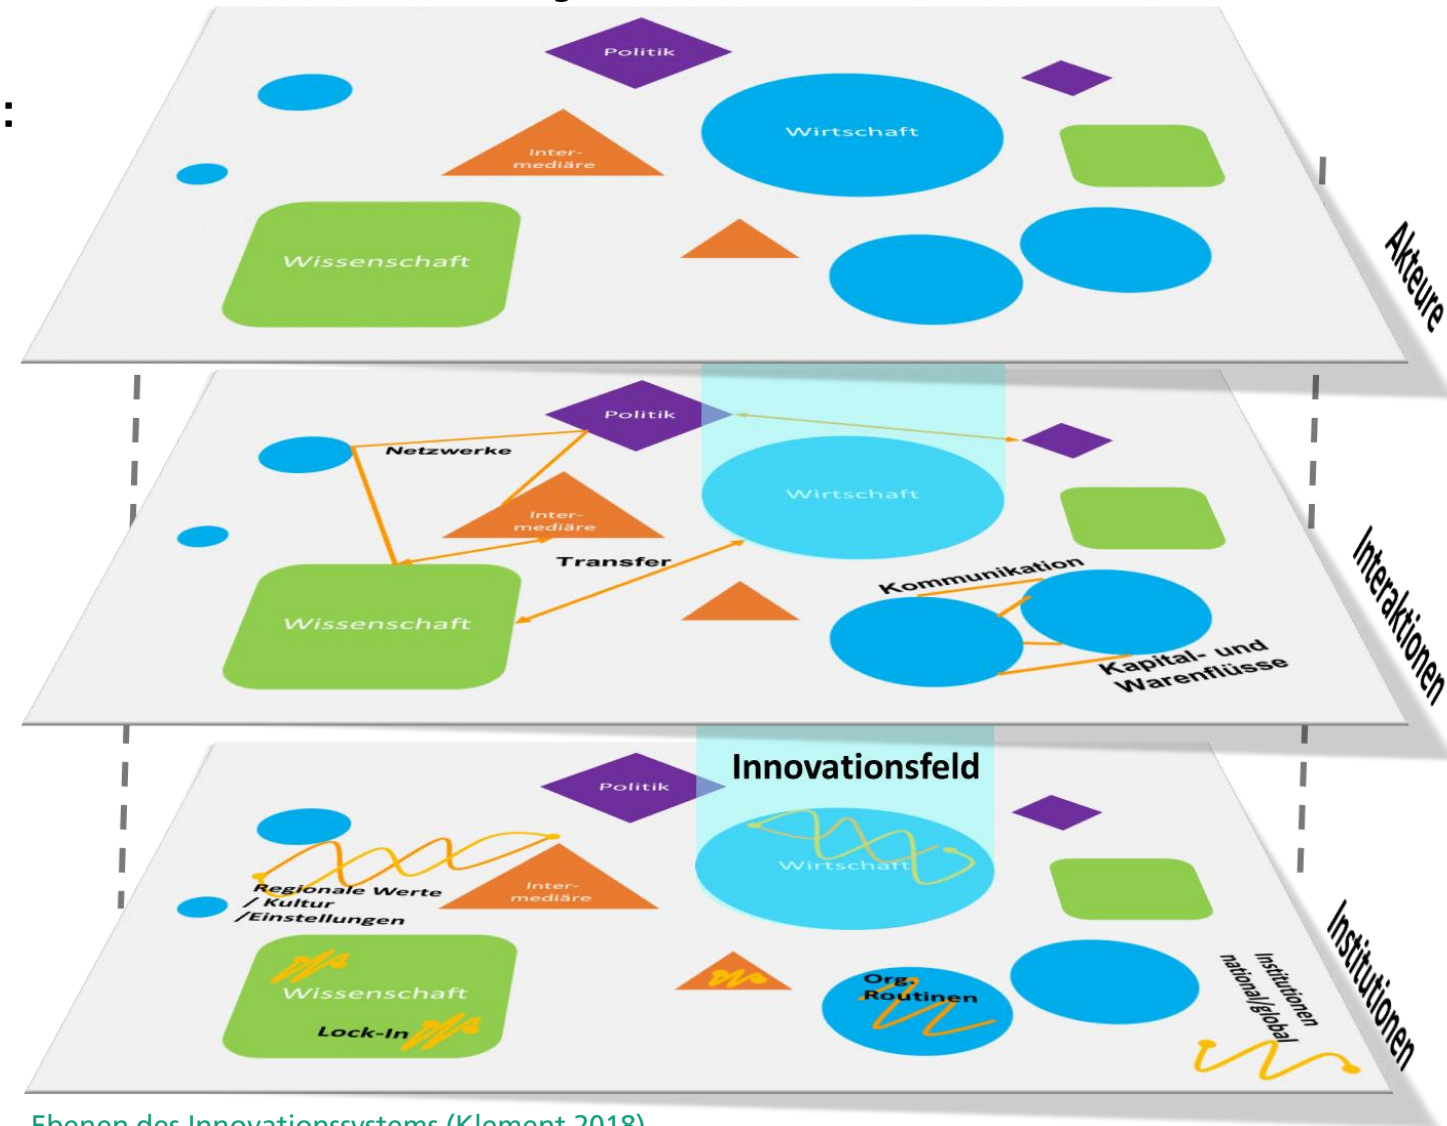 :
Politik
Wirtschaft
Inter-
mediäre
Wissenschaft
Akteure
Politik
Netzwerke
Wirtschaft
Inter-
mediäre
Transfer
Kommunikation
Wissenschaft
Kapital- und
Warenflüsse
Interaktionen
Innovationsfeld
Politik
Wirtschaft
Regionale Werte
/ Kultur
/Einstellungen
Inter-
mediäre
Wissenschaft
Lock-In
Org.
Routinen
Institutionen
national/global
Institutionen
Ebenen des Innovationssystems (Klement 2018)